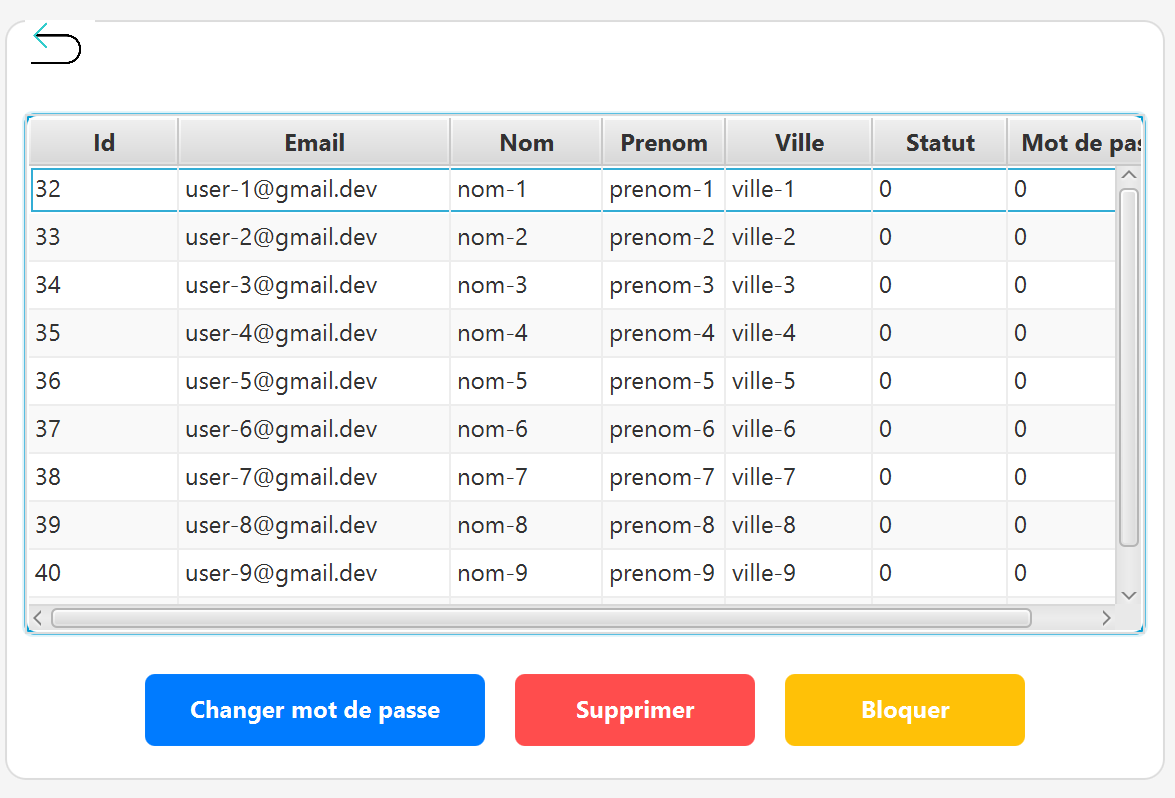 Id Email Nom Prenom Ville Statut Mot de pas
32 user-1@gmail.dev nom-1 prenom-1 ville-1 0 0
33 user-2@gmail.dev nom-2 prenom-2 ville-2 0 0
34 user-3@gmail.dev nom-3 prenom-3 ville-3 0 0
35 user-4@gmail.dev nom-4 prenom-4 ville-4 0 0
36 user-5@gmail.dev nom-5 prenom-5 ville-5 0 0
37 user-6@gmail.dev nom-6 prenom-6 ville-6 0 0
38 user-7@gmail.dev nom-7 prenom-7 ville-7 0 0
39 user-8@gmail.dev nom-8 prenom-8 ville-8 0 0
40 user-9@gmail.dev nom-9 prenom-9 ville-9 0 0
Changer mot de passe Supprimer Bloquer